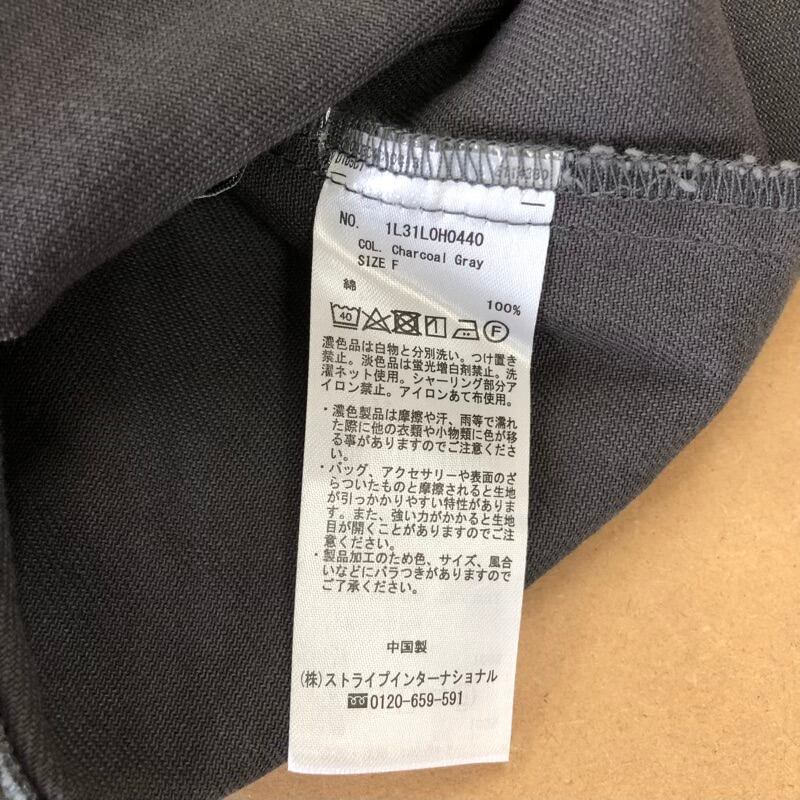 NO. 1L31L0H0440
COL. Charcoal Gray
SIZE F
綿 100%
40 F
濃色品は白物と分別洗い。つけ置き
禁止。淡色品は蛍光増白剤禁止。洗
濯ネット使用。シャーリング部分ア
イロン禁止。アイロンあて布使用。
・濃色製品は摩擦や汗、雨等で濡れ
た際に他の衣類や小物類に色が移
る事がありますのでご注意くださ
い。
・バッグ、アクセサリーや表面のざ
らついたものと摩擦されると生地
が引っかかりやすい特性がありま
す。また、強い力がかかると生地
目が開くことがありますのでご注
意ください。
・製品加工のため色、サイズ、風合
いなどにバラつきがありますので
ご了承ください。
中国製
(株)ストライプインターナショナル
0120-659-591